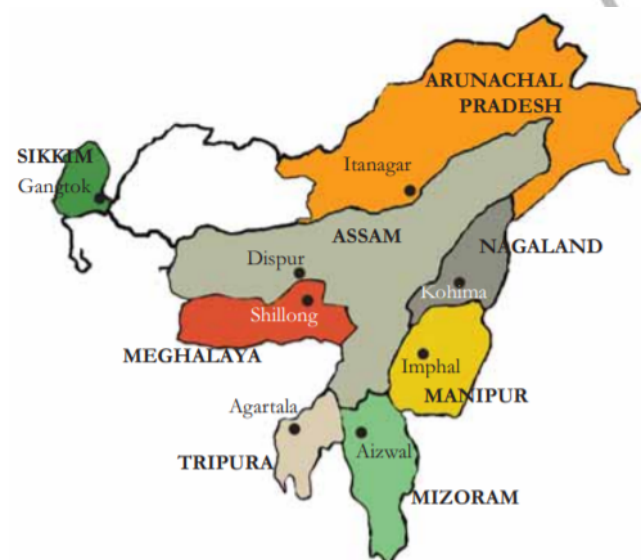 ARUNACHAL
PRADESH
SIKKIM
Gangtok
Itanagar
ASSAM
NAGALAND
Dispur
Kohima
Shillong
MEGHALAYA
Imphal
MANIPUR
Agartala
Aizwal
TRIPURA
MIZORAM